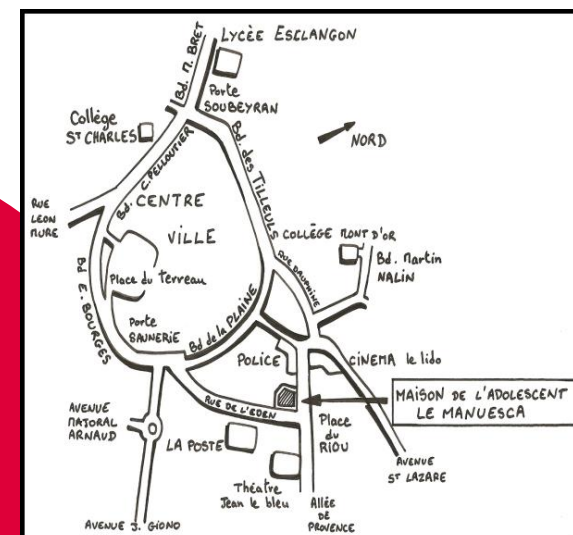 LYCÈE ESCLANGON
Bd. M. BRET
Porte
SOUBEYRAN
Collège
ST CHARLES
NORD
Bd. C. PELLOUTIER
Bd. des TILLEULS
RUE
LEON
MURE
CENTRE
VILLE
COLLÈGE MONT D'OR
Bd. Martin
NALIN
RUE DAUPHINE
Place du Terreau
Bd E. BOURGES
Porte
SAUNERIE
Bd de la PLAINE
POLICE
CINEMA le lido
MAISON DE L'ADOLESCENT
LE MANUESCA
RUE DE L'EDEN
AVENUE
MAJORAL
ARNAUD
LA POSTE
Place
du
RIOU
AVENUE
ST LAZARE
Théatre
Jean le bleu
Allée
DE
PROVENCE
AVENUE J. GIONO